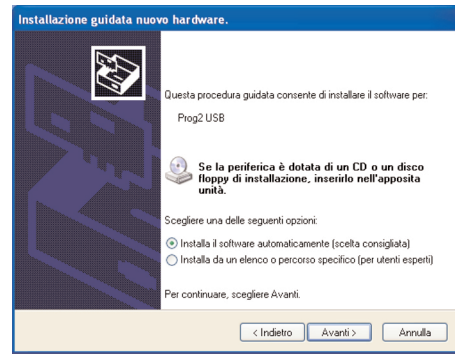 Installazione guidata nuovo hardware.
Questa procedura guidata consente di installare il software per:
Prog2 USB
Se la periferica è dotata di un CD o un disco
floppy di installazione, inserirlo nell'apposita
unità.
Scegliere una delle seguenti opzioni:
Installa il software automaticamente (scelta consigliata)
Installa da un elenco o percorso specifico (per utenti esperti)
Per continuare, scegliere Avanti.
< Indietro Avanti > Annulla